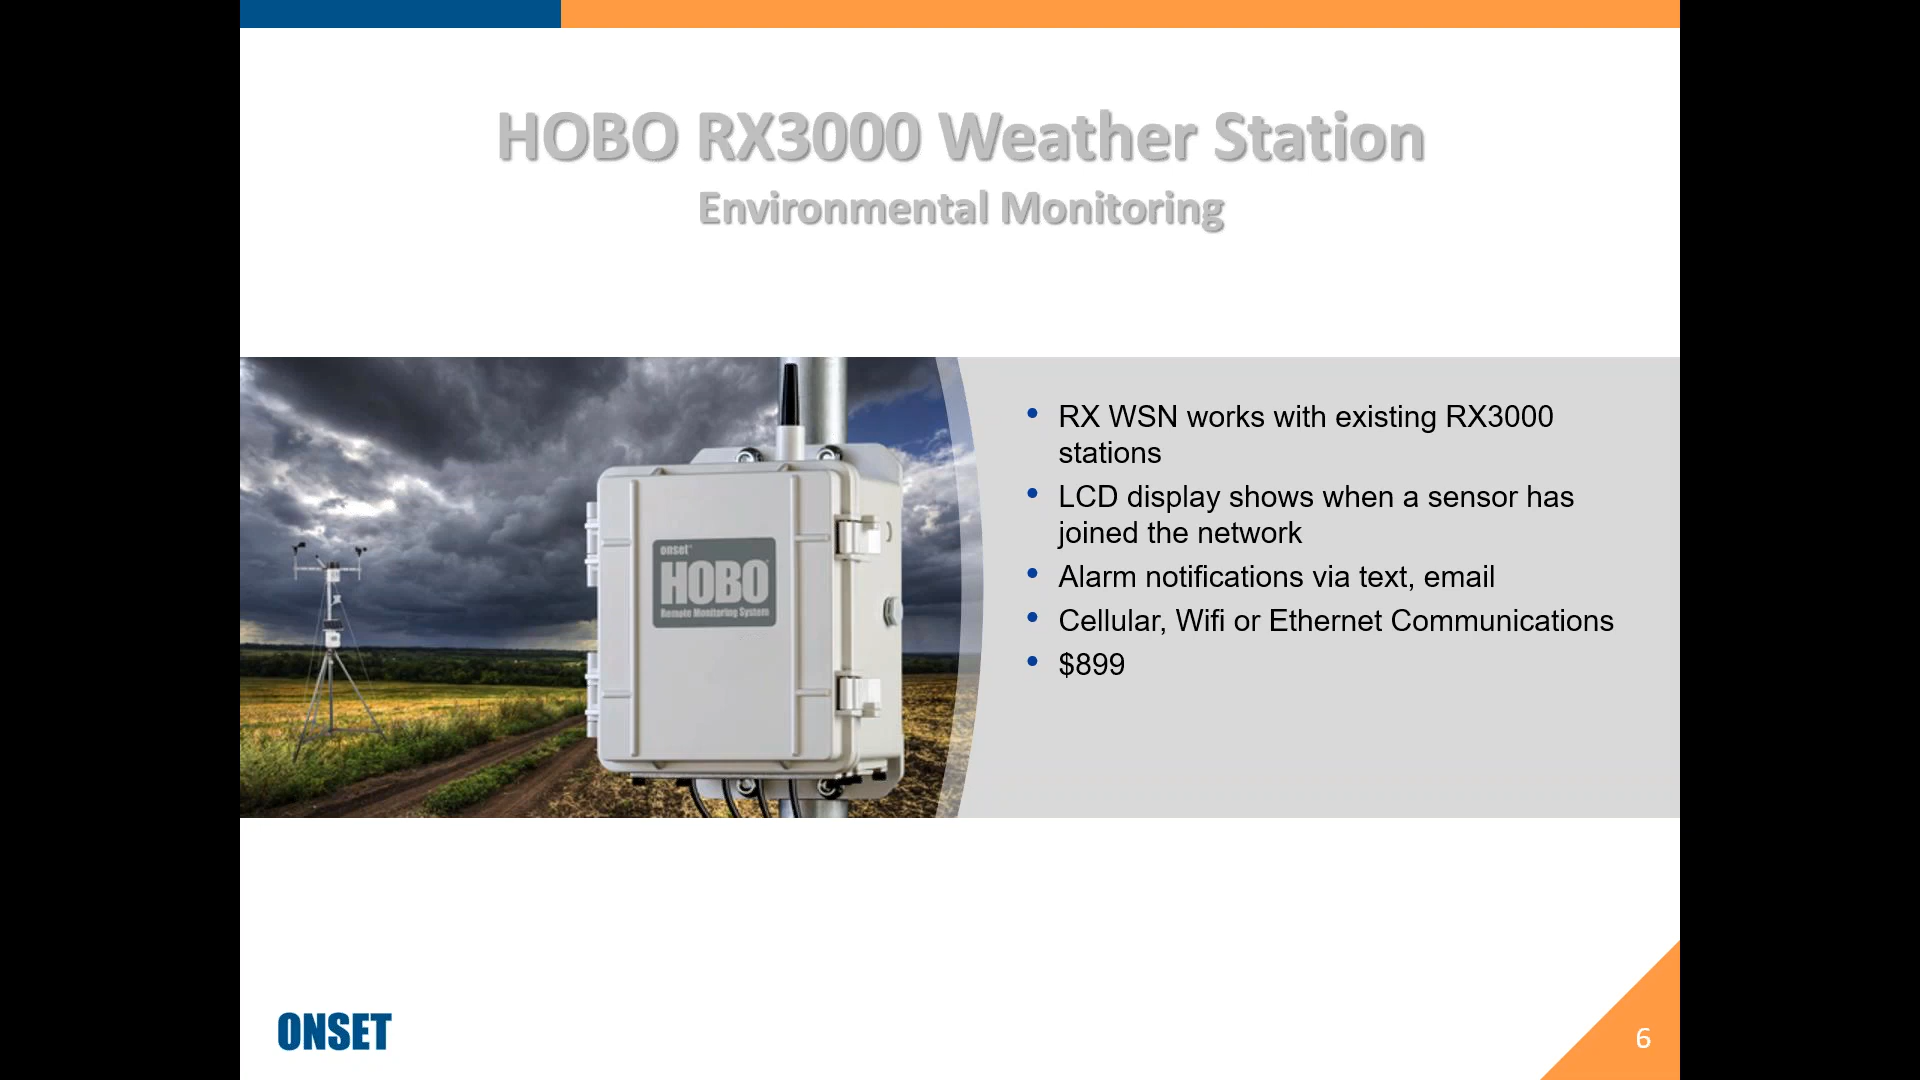 HOBO RX3000 Weather Station
Environmental Monitoring
onset
HOBO
Remote Monitoring System
• RX WSN works with existing RX3000
stations
• LCD display shows when a sensor has
joined the network
• Alarm notifications via text, email
• Cellular, Wifi or Ethernet Communications
• $899
ONSET
6